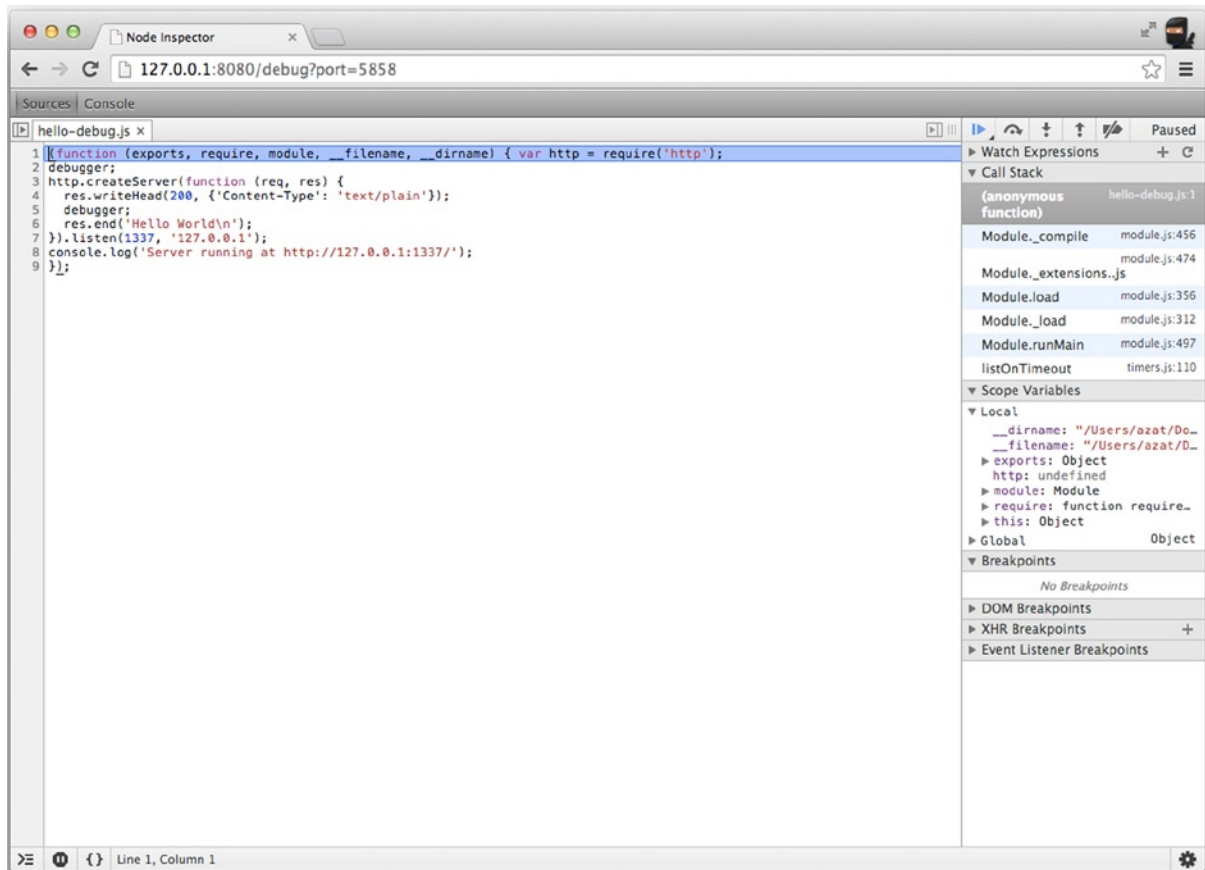 Node Inspector
127.0.0.1:8080/debug?port=5858
Sources Console
hello-debug.js
1 (function (exports, require, module, __filename, __dirname) { var http = require('http');
2 debugger;
3 http.createServer(function (req, res) {
4   res.writeHead(200, {'Content-Type': 'text/plain'});
5   debugger;
6   res.end('Hello World\n');
7 }).listen(1337, '127.0.0.1');
8 console.log('Server running at http://127.0.0.1:1337/');
9 });
Paused
Watch Expressions
Call Stack
(anonymous function) hello-debug.js:1
Module._compile module.js:456
module.js:474
Module._extensions..js
Module.load module.js:356
Module._load module.js:312
Module.runMain module.js:497
listOnTimeout timers.js:110
Scope Variables
Local
__dirname: "/Users/azat/Do…
__filename: "/Users/azat/D…
exports: Object
http: undefined
module: Module
require: function require…
this: Object
Global Object
Breakpoints
No Breakpoints
DOM Breakpoints
XHR Breakpoints
Event Listener Breakpoints
{} Line 1, Column 1